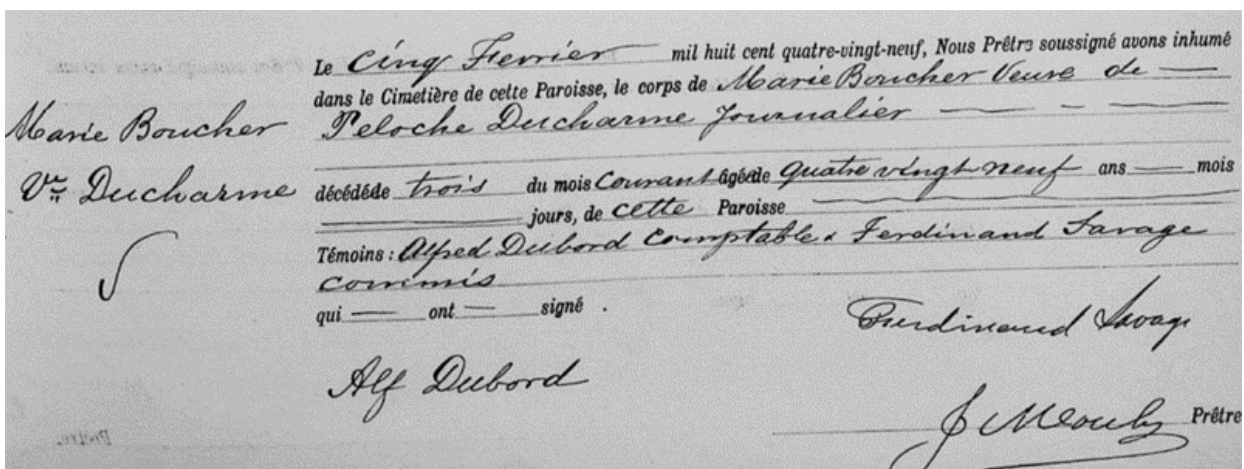 Le Cinq Fevrier mil huit cent quatre-vingt-neuf, Nous Prêtre soussigné avons inhumé
dans le Cimetière de cette Paroisse, le corps de Marie Boucher Veuve de —
Marie Boucher
Peloche Ducharme Journalier — — —
Vve Ducharme
décédé de trois du mois Courant âgée de quatre vingt neuf ans — mois
— jours, de cette Paroisse —
Témoins : Alfred Dubord Comptable & Ferdinand Savage
commis
qui — ont — signé .
Ferdinand Savage
Alf Dubord
Prêtre